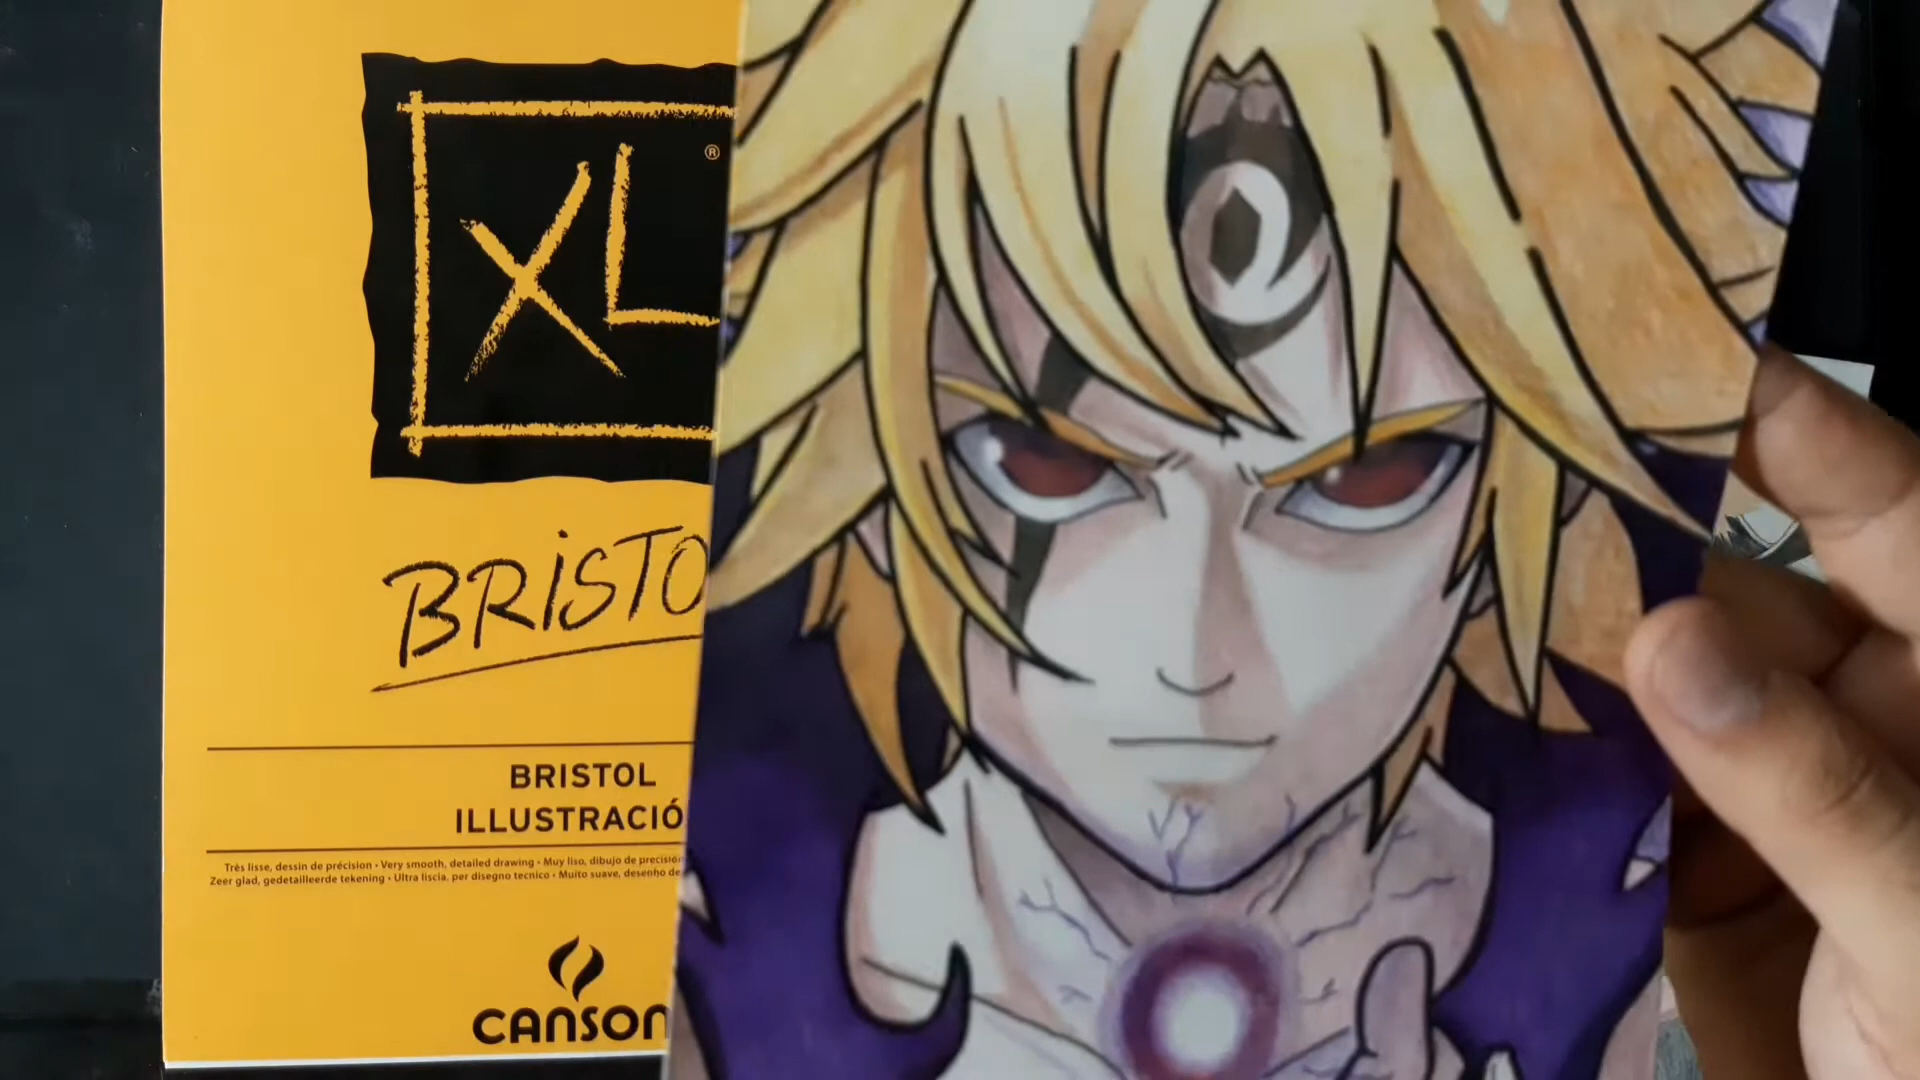 XL®
BRISTO
BRISTOL
ILLUSTRACIÓ
Très lisse, dessin de précision • Very smooth, detailed drawing • Muy liso, dibujo de precisión
Zeer glad, gedetailleerde tekening • Ultra liscia, per disegno tecnico • Muito suave, desenho de
CANSON